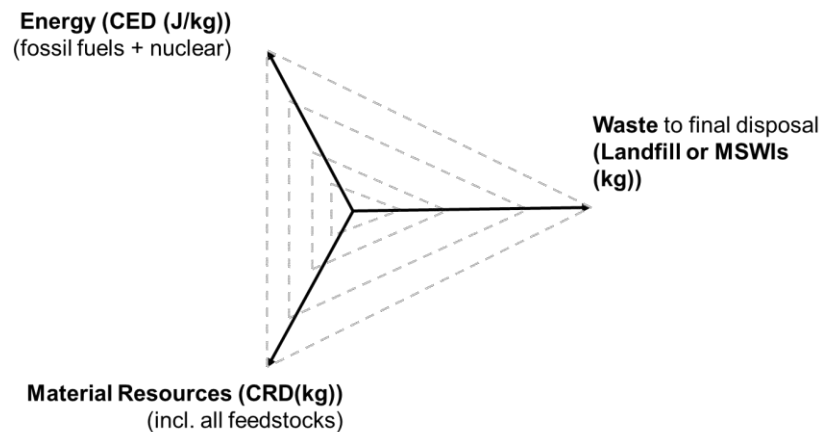 Energy (CED (J/kg))
(fossil fuels + nuclear)
Waste to final disposal
(Landfill or MSWIs
(kg))
Material Resources (CRD(kg))
(incl. all feedstocks)